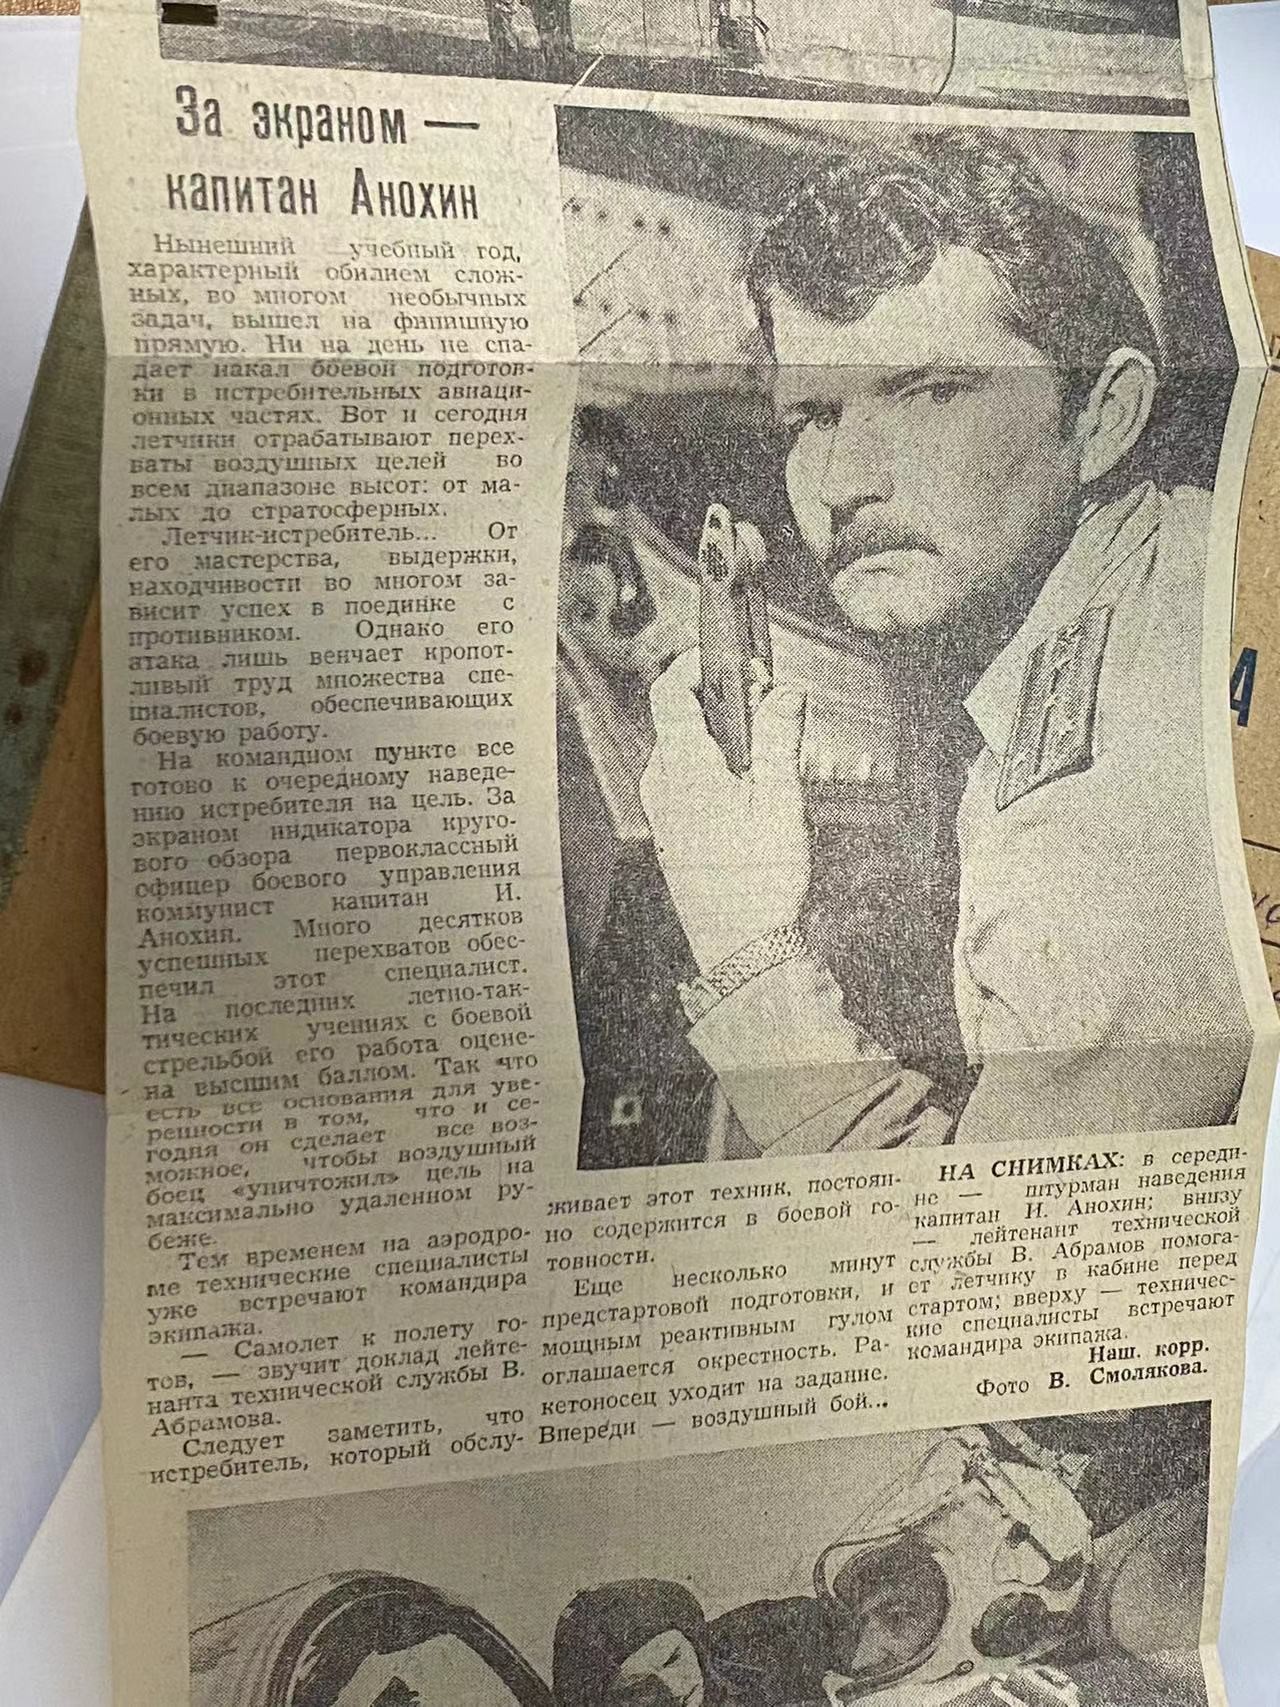 За экраном —
капитан Анохин
Нынешний учебный год,
характерный обилием слож-
ных, во многом необычных
задач, вышел на финишную
прямую. Ни на день не спа-
дает накал боевой подготов-
ки в истребительных авиаци-
онных частях. Вот и сегодня
летчики отрабатывают перех-
ваты воздушных целей во
всем диапазоне высот: от ма-
лых до стратосферных.
Летчик-истребитель... От
его мастерства, выдержки,
находчивости во многом за-
висит успех в поединке с
противником. Однако его
атака лишь венчает кропот-
ливый труд множества спе-
циалистов, обеспечивающих
боевую работу.
На командном пункте все
готово к очередному наведе-
нию истребителя на цель. За
экраном индикатора круго-
вого обзора первоклассный
офицер боевого управления
коммунист капитан И.
Анохин. Много десятков
успешных перехватов обес-
печил этот специалист.
На последних летно-так-
тических учениях с боевой
стрельбой его работа оцене-
на высшим баллом. Так что
есть все основания для уве-
ренности в том, что и се-
годня он сделает все воз-
можное, чтобы воздушный
боец «уничтожил» цель на
максимально удаленном ру-
беже.
Тем временем на аэродро-
ме технические специалисты
уже встречают командира
экипажа.
— Самолет к полету го-
тов, — звучит доклад лейте-
нанта технической службы В.
Абрамова.
Следует заметить, что
истребитель, который обслу-
живает этот техник, постоян-
но содержится в боевой го-
товности.
Еще несколько минут
предстартовой подготовки, и
мощным реактивным гулом
оглашается окрестность. Ра-
кетоносец уходит на задание.
Впереди — воздушный бой...
НА СНИМКАХ: в середи-
не — штурман наведения
капитан И. Анохин; внизу
— лейтенант технической
службы В. Абрамов помога-
ет летчику в кабине перед
стартом; вверху — техничес-
кие специалисты встречают
командира экипажа.
Наш. корр.
Фото В. Смолякова.
А